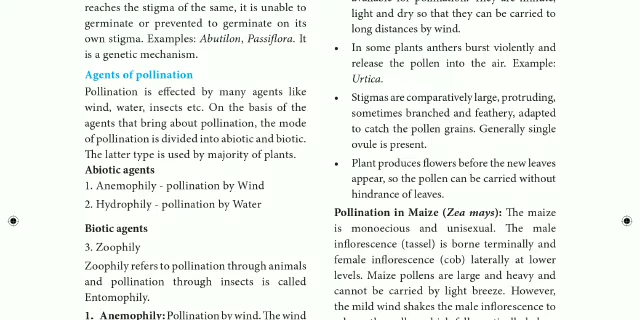 reaches the stigma of the same, it is unable to
germinate or prevented to germinate on its
own stigma. Examples: Abutilon, Passiflora. It
is a genetic mechanism.
Agents of pollination
Pollination is effected by many agents like
wind, water, insects etc. On the basis of the
agents that bring about pollination, the mode
of pollination is divided into abiotic and biotic.
The latter type is used by majority of plants.
Abiotic agents
1. Anemophily - pollination by Wind
2. Hydrophily - pollination by Water
Biotic agents
3. Zoophily
Zoophily refers to pollination through animals
and pollination through insects is called
Entomophily.
1. Anemophily: Pollination by wind. The wind
light and dry so that they can be carried to
long distances by wind.
• In some plants anthers burst violently and
release the pollen into the air. Example:
Urtica.
• Stigmas are comparatively large, protruding,
sometimes branched and feathery, adapted
to catch the pollen grains. Generally single
ovule is present.
• Plant produces flowers before the new leaves
appear, so the pollen can be carried without
hindrance of leaves.
Pollination in Maize (Zea mays): The maize
is monoecious and unisexual. The male
inflorescence (tassel) is borne terminally and
female inflorescence (cob) laterally at lower
levels. Maize pollens are large and heavy and
cannot be carried by light breeze. However,
the mild wind shakes the male inflorescence to